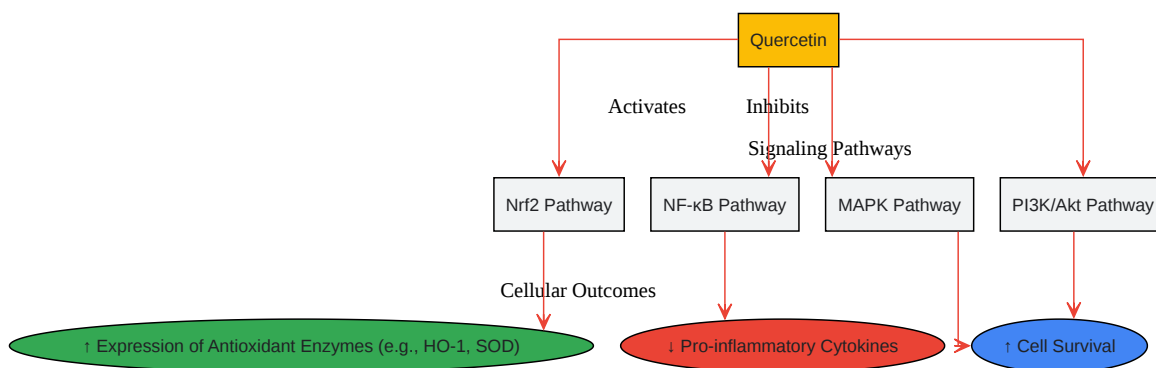 Quercetin
Activates
Inhibits
Signaling Pathways
Nrf2 Pathway
NF-κB Pathway
MAPK Pathway
PI3K/Akt Pathway
Cellular Outcomes
↑ Expression of Antioxidant Enzymes (e.g., HO-1, SOD)
↓ Pro-inflammatory Cytokines
↑ Cell Survival